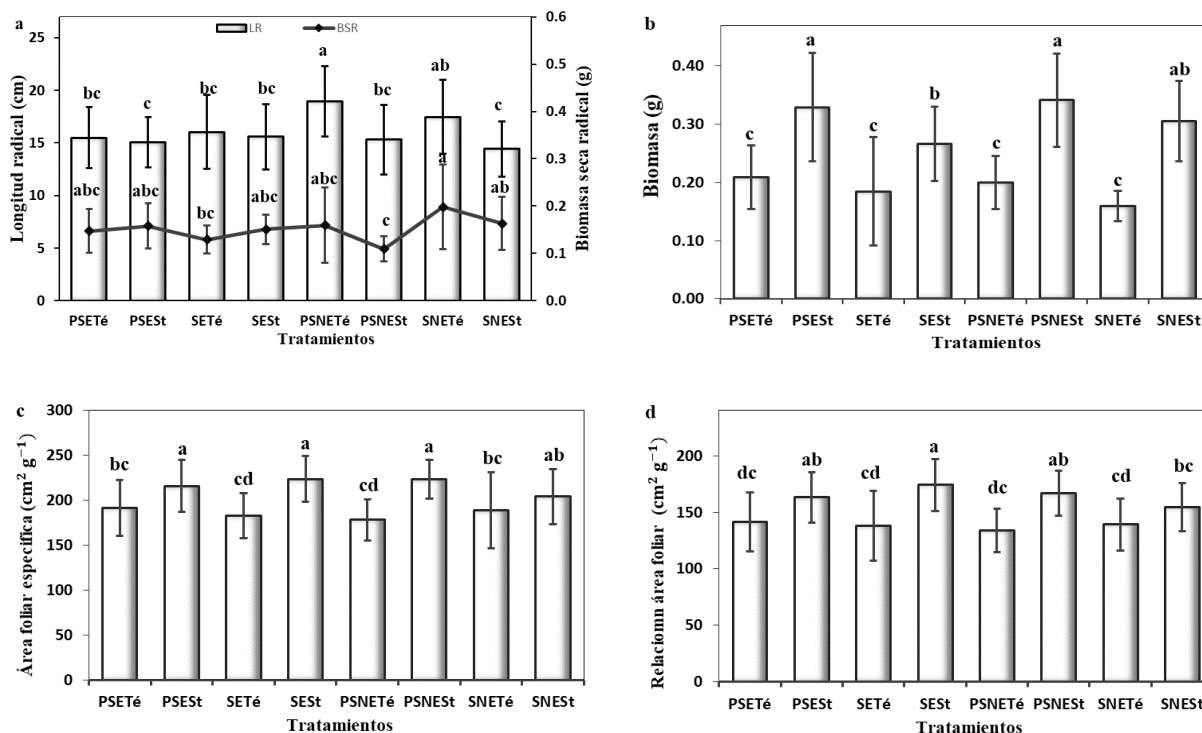 a
LR
BSR
Longitud radical (cm)
25
20
15
10
5
0
Biomasa seca radical (g)
0.6
0.5
0.4
0.3
0.2
0.1
0.0
bc c bc bc a bc ab c
abc abc bc abc abc c a ab
PSETé PSESt SETé SESt PSNETé PSNESt SNETé SNESt
Tratamientos
b
Biomasa (g)
0.40
0.30
0.20
0.10
0.00
c a c b c a c ab
PSETé PSESt SETé SESt PSNETé PSNESt SNETé SNESt
Tratamientos
c
Área foliar especifica (cm² g⁻¹)
300
250
200
150
100
50
0
bc a cd a cd a bc ab
PSETé PSESt SETé SESt PSNETé PSNESt SNETé SNESt
Tratamientos
d
Relacionn área foliar (cm² g⁻¹)
200
150
100
50
0
dc ab cd a dc ab cd bc
PSETé PSESt SETé SESt PSNETé PSNESt SNETé SNESt
Tratamientos